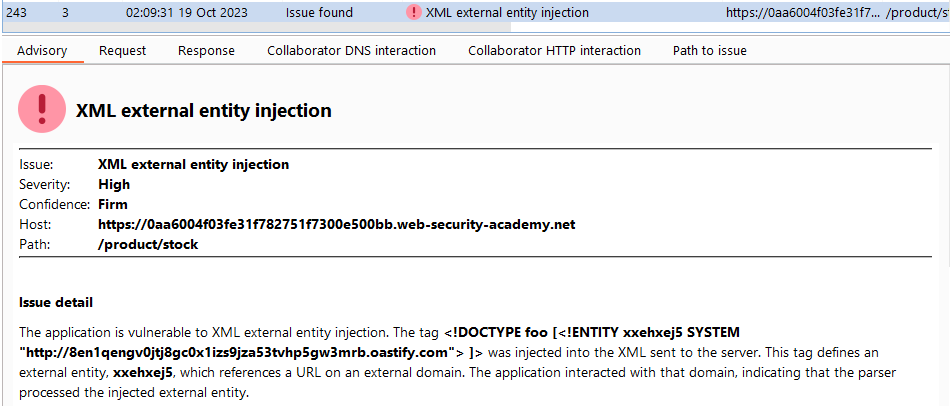 243 3 02:09:31 19 Oct 2023 Issue found XML external entity injection https://0aa6004f03fe31f7... /product/st
Advisory Request Response Collaborator DNS interaction Collaborator HTTP interaction Path to issue
XML external entity injection
Issue: XML external entity injection
Severity: High
Confidence: Firm
Host: https://0aa6004f03fe31f782751f7300e500bb.web-security-academy.net
Path: /product/stock
Issue detail
The application is vulnerable to XML external entity injection. The tag <!DOCTYPE foo [<!ENTITY xxehxej5 SYSTEM
"http://8en1qengv0jtj8gc0x1izs9jza53tvhp5gw3mrb.oastify.com"> ]> was injected into the XML sent to the server. This tag defines an
external entity, xxehxej5, which references a URL on an external domain. The application interacted with that domain, indicating that the parser
processed the injected external entity.